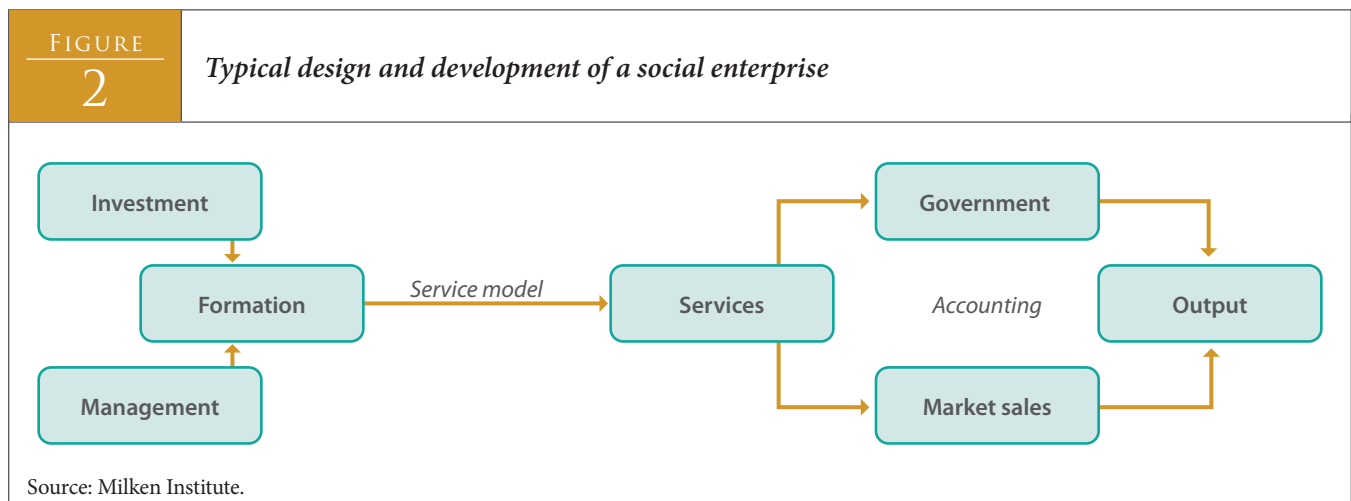 FIGURE
2
Typical design and development of a social enterprise
Investment
Government
Formation
Service model
Services
Accounting
Output
Management
Market sales
Source: Milken Institute.